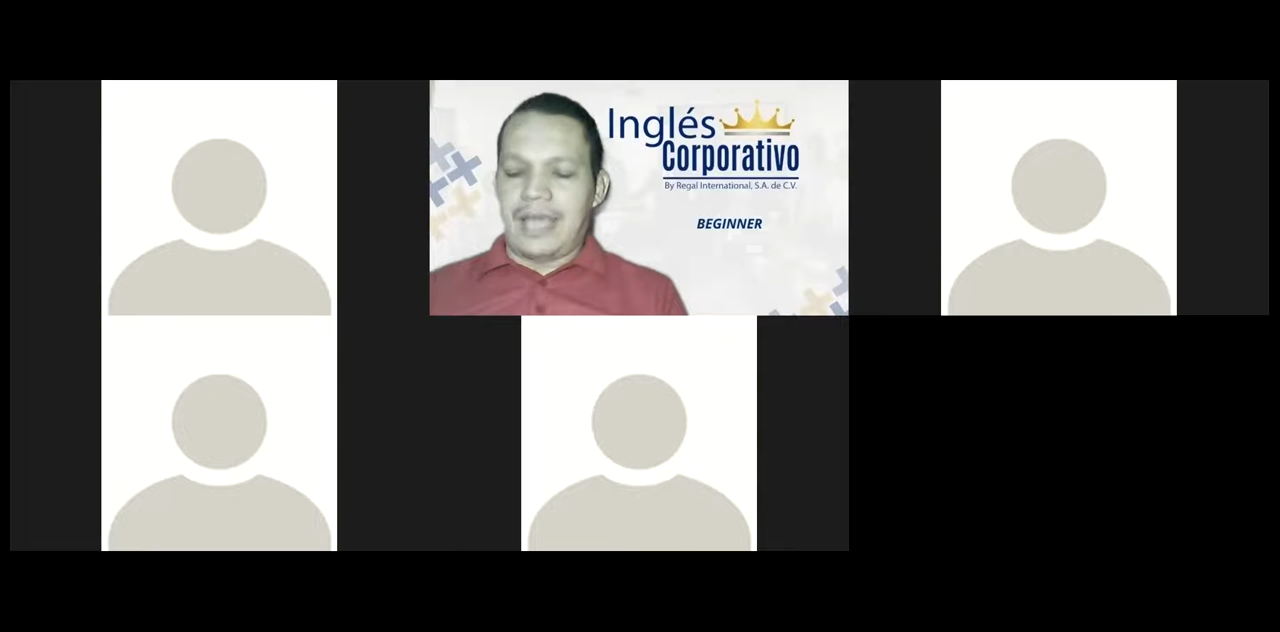 Inglés
Corporativo
By Regal International, S.A. de C.V.
BEGINNER